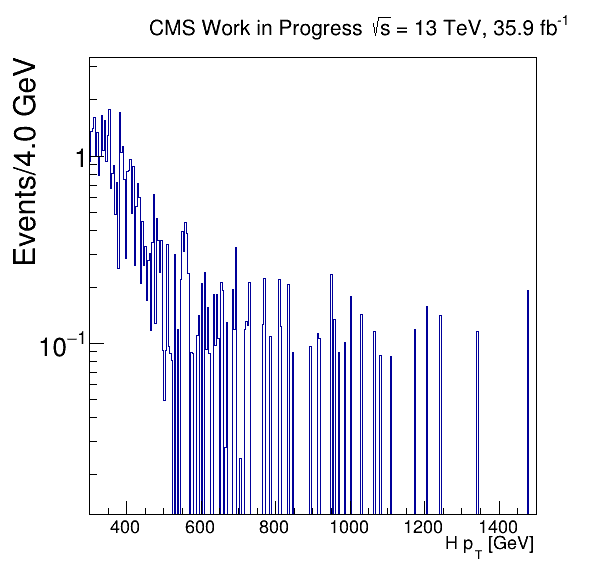 CMS Work in Progress √s = 13 TeV, 35.9 fb⁻¹
Events/4.0 GeV
1
10⁻¹
400 600 800 1000 1200 1400
H p_T [GeV]